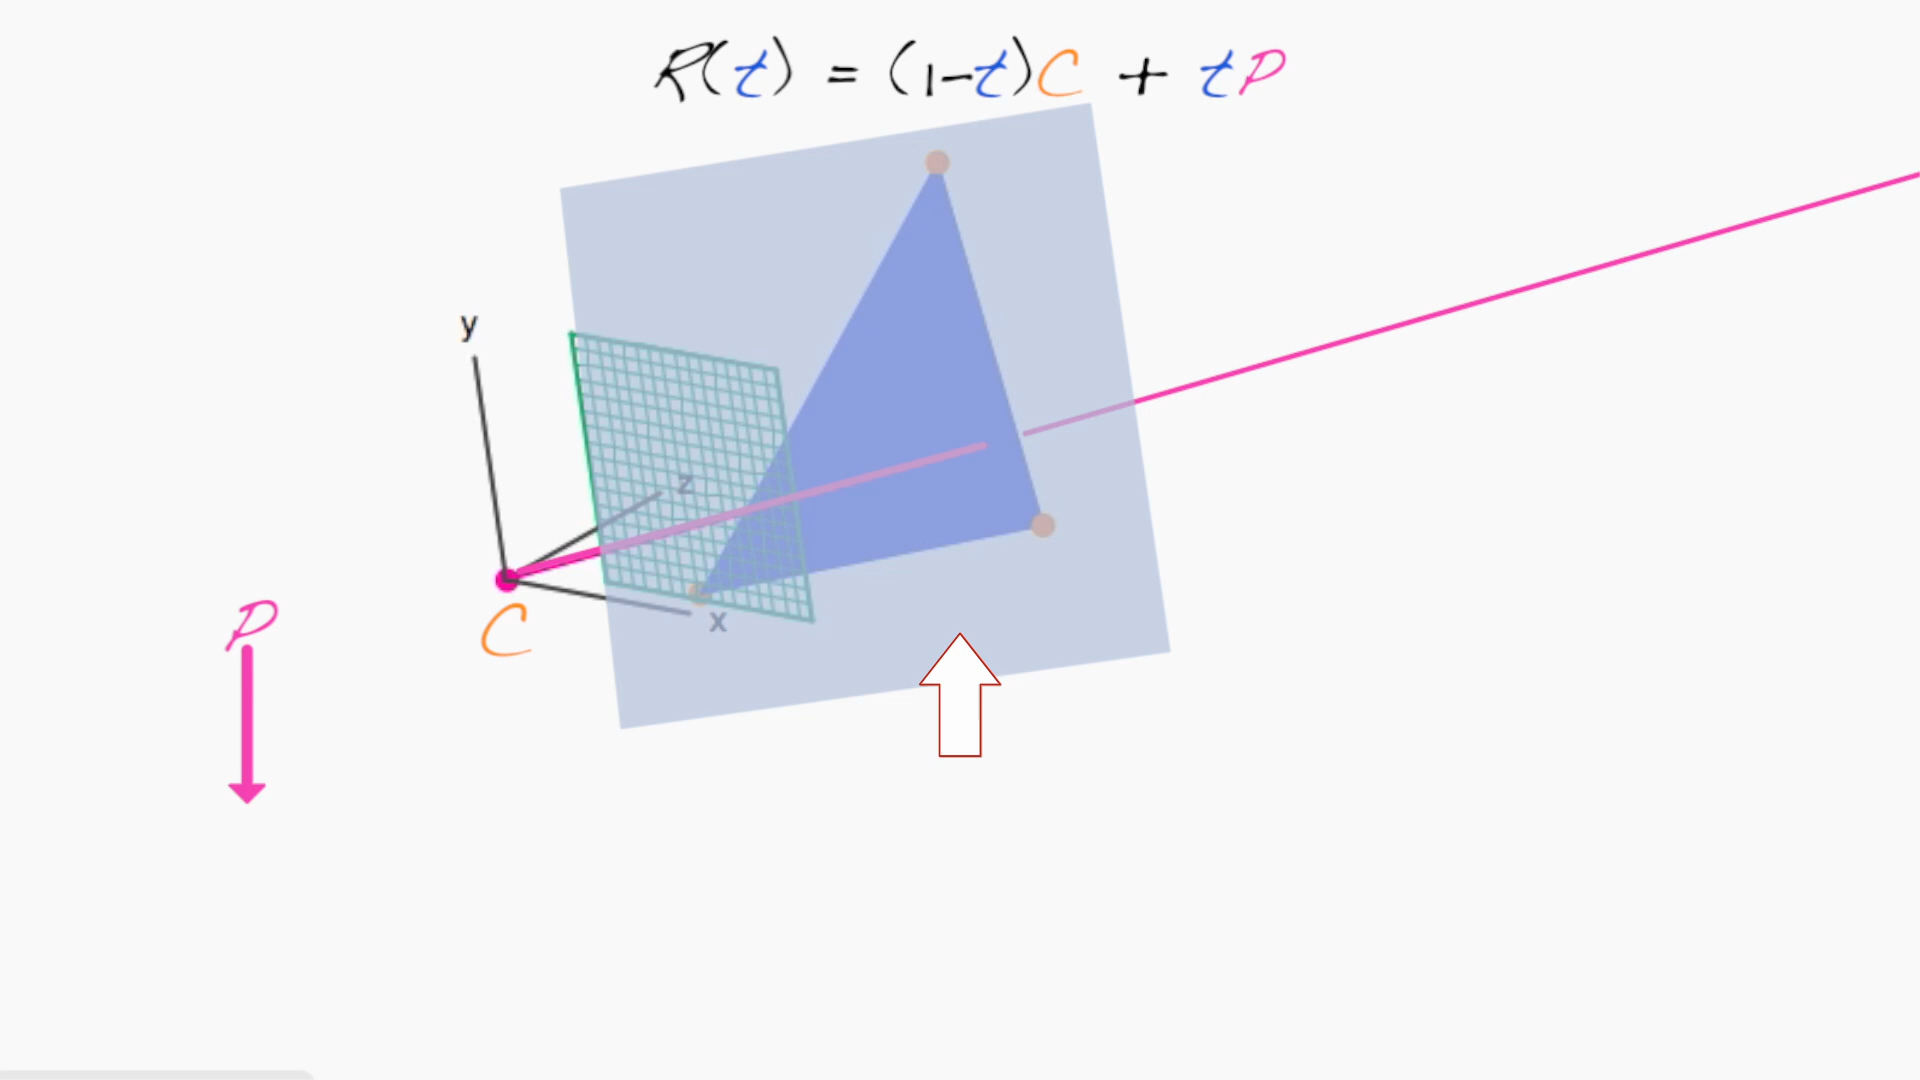 R(t) = (1-t)C + tP
y
z
x
C
P